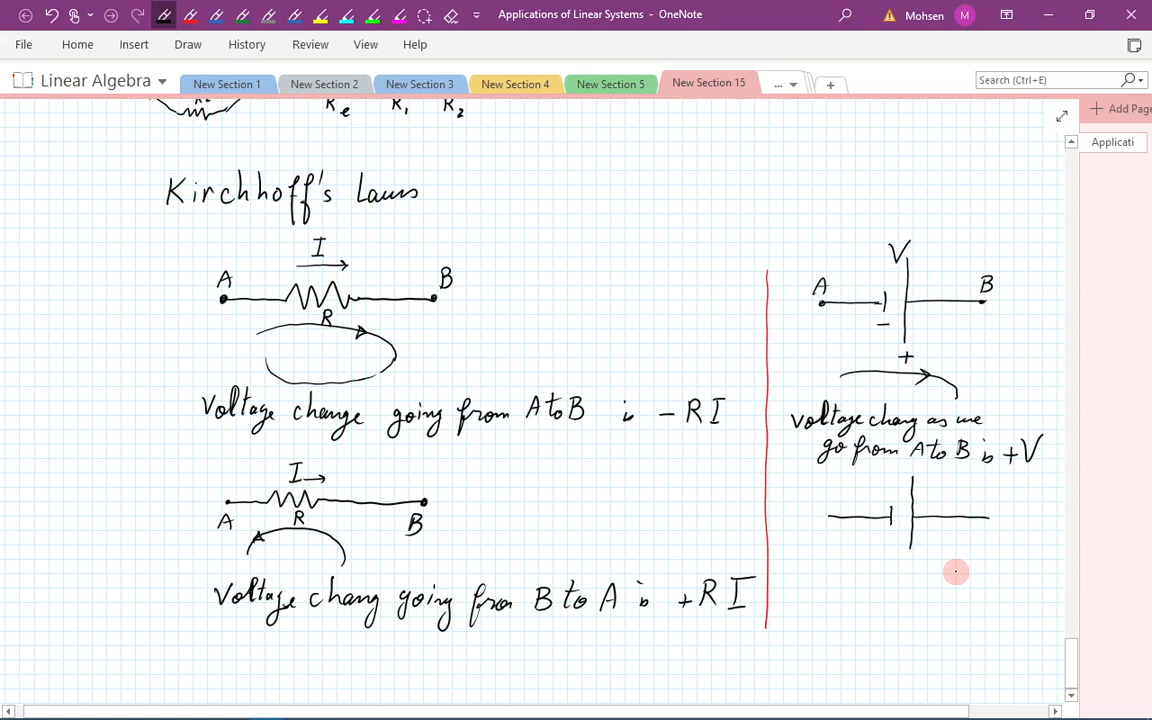 Applications of Linear Systems - OneNote
Mohsen
M
File Home Insert Draw History Review View Help
Linear Algebra
New Section 1
New Section 2
New Section 3
New Section 4
New Section 5
New Section 15
...
+
Search (Ctrl+E)
+ Add Page
Applicati
Re R1 R2
Kirchhoff's Laws
I
A B
R
Voltage change going from A to B is - RI
I
A R B
Voltage chang going from B to A is +RI
V
A B
-
+
Voltage chang as we
go from A to B is +V